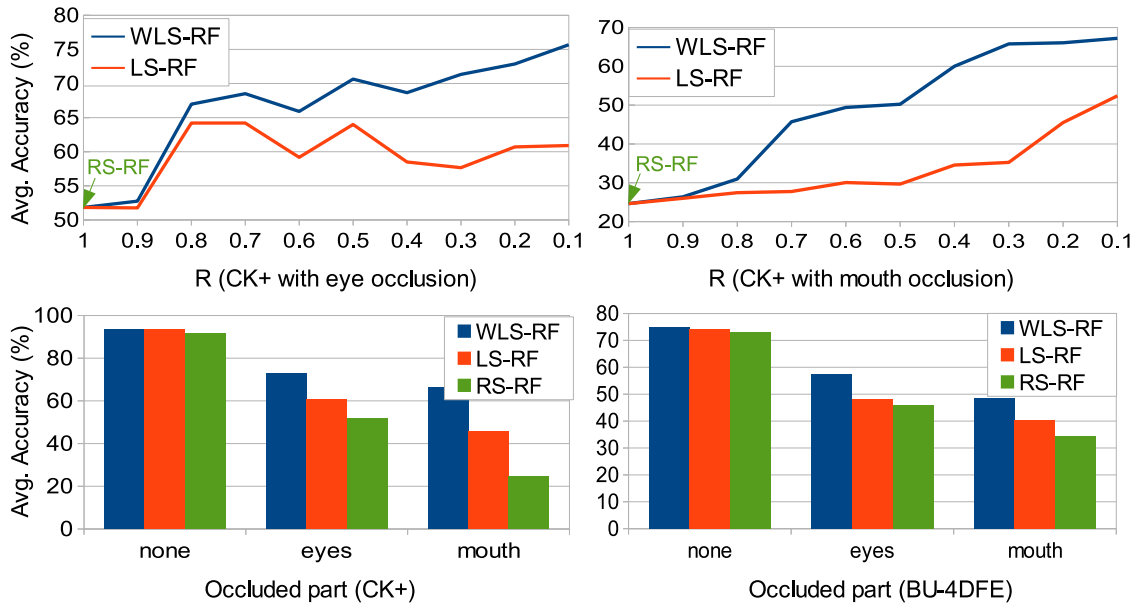 Avg. Accuracy (%)
80
75
70
65
60
55
50
WLS-RF
LS-RF
RS-RF
1 0.9 0.8 0.7 0.6 0.5 0.4 0.3 0.2 0.1
R (CK+ with eye occlusion)
70
60
50
40
30
20
WLS-RF
LS-RF
RS-RF
1 0.9 0.8 0.7 0.6 0.5 0.4 0.3 0.2 0.1
R (CK+ with mouth occlusion)
Avg. Accuracy (%)
100
80
60
40
20
0
WLS-RF
LS-RF
RS-RF
none eyes mouth
Occluded part (CK+)
80
70
60
50
40
30
20
10
0
WLS-RF
LS-RF
RS-RF
none eyes mouth
Occluded part (BU-4DFE)